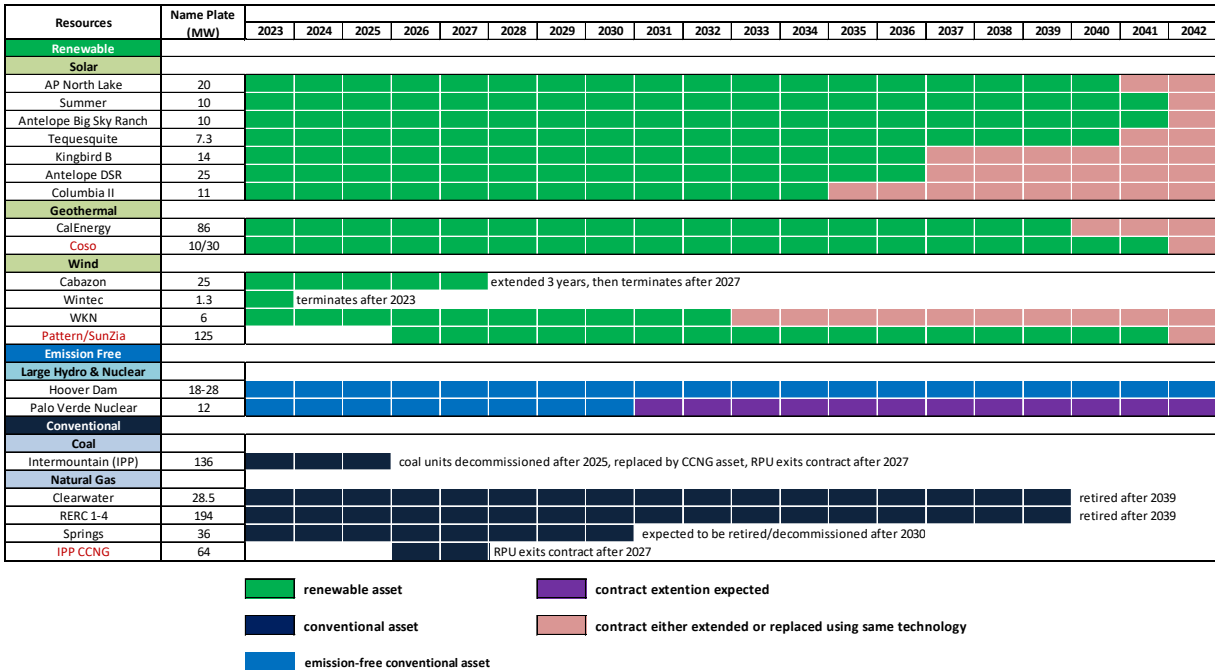 Resources Name Plate (MW) 2023 2024 2025 2026 2027 2028 2029 2030 2031 2032 2033 2034 2035 2036 2037 2038 2039 2040 2041 2042
Renewable
Solar
AP North Lake 20
Summer 10
Antelope Big Sky Ranch 10
Tequesquite 7.3
Kingbird B 14
Antelope DSR 25
Columbia II 11
Geothermal
CalEnergy 86
Coso 10/30
Wind
Cabazon 25 extended 3 years, then terminates after 2027
Wintec 1.3 terminates after 2023
WKN 6
Pattern/SunZia 125
Emission Free
Large Hydro & Nuclear
Hoover Dam 18-28
Palo Verde Nuclear 12
Conventional
Coal
Intermountain (IPP) 136 coal units decommissioned after 2025, replaced by CCNG asset, RPU exits contract after 2027
Natural Gas
Clearwater 28.5 retired after 2039
RERC 1-4 194 retired after 2039
Springs 36 expected to be retired/decommissioned after 2030
IPP CCNG 64 RPU exits contract after 2027
renewable asset contract extention expected
conventional asset contract either extended or replaced using same technology
emission-free conventional asset